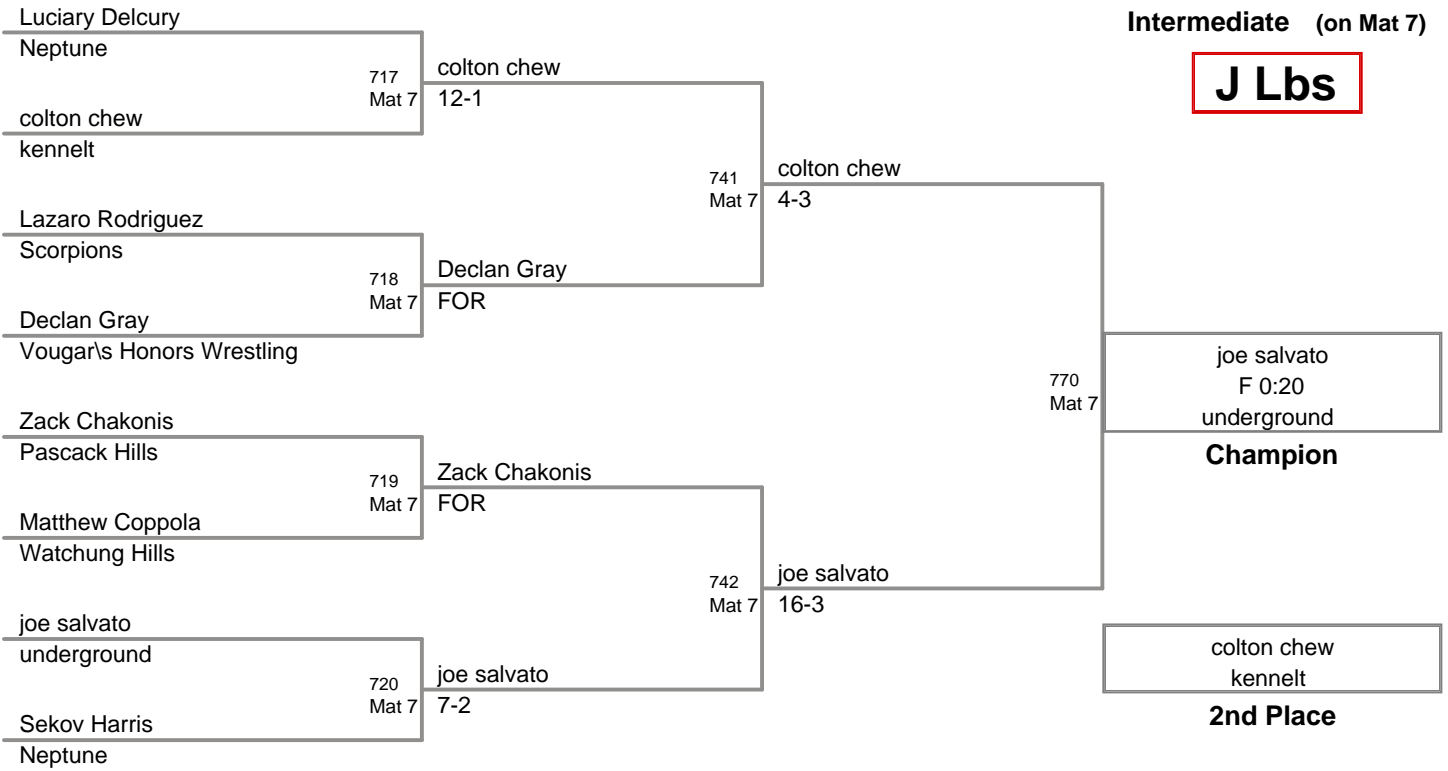 Luciary Delcury
Neptune
717
Mat 7
colton chew
12-1
colton chew
kennelt
741
Mat 7
colton chew
4-3
Lazaro Rodriguez
Scorpions
718
Mat 7
Declan Gray
FOR
Declan Gray
Vougar\s Honors Wrestling
Intermediate (on Mat 7)
J Lbs
770
Mat 7
joe salvato
F 0:20
underground
Champion
Zack Chakonis
Pascack Hills
719
Mat 7
Zack Chakonis
FOR
Matthew Coppola
Watchung Hills
742
Mat 7
joe salvato
16-3
joe salvato
underground
720
Mat 7
joe salvato
7-2
Sekov Harris
Neptune
colton chew
kennelt
2nd Place